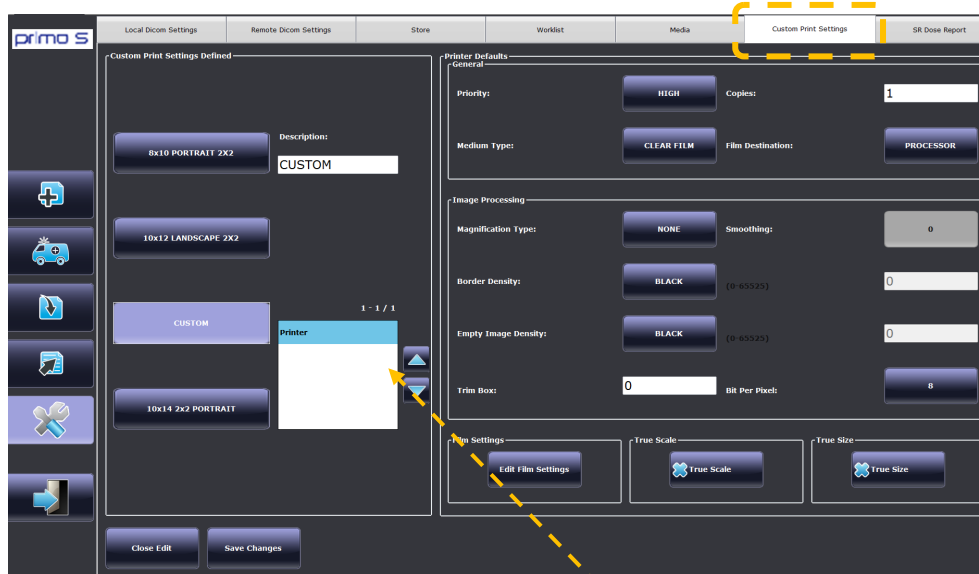 primo S
Local Dicom Settings
Remote Dicom Settings
Store
Worklist
Media
Custom Print Settings
SR Dose Report
Custom Print Settings Defined
8x10 PORTRAIT 2X2
Description:
CUSTOM
10x12 LANDSCAPE 2X2
CUSTOM
1 - 1 / 1
Printer
10x14 2x2 PORTRAIT
Close Edit
Save Changes
Printer Defaults
General
Priority:
HIGH
Copies:
1
Medium Type:
CLEAR FILM
Film Destination:
PROCESSOR
Image Processing
Magnification Type:
NONE
Smoothing:
0
Border Density:
BLACK
(0-65525)
0
Empty Image Density:
BLACK
(0-65525)
0
Trim Box:
0
Bit Per Pixel:
8
Film Settings
Edit Film Settings
True Scale
True Scale
True Size
True Size